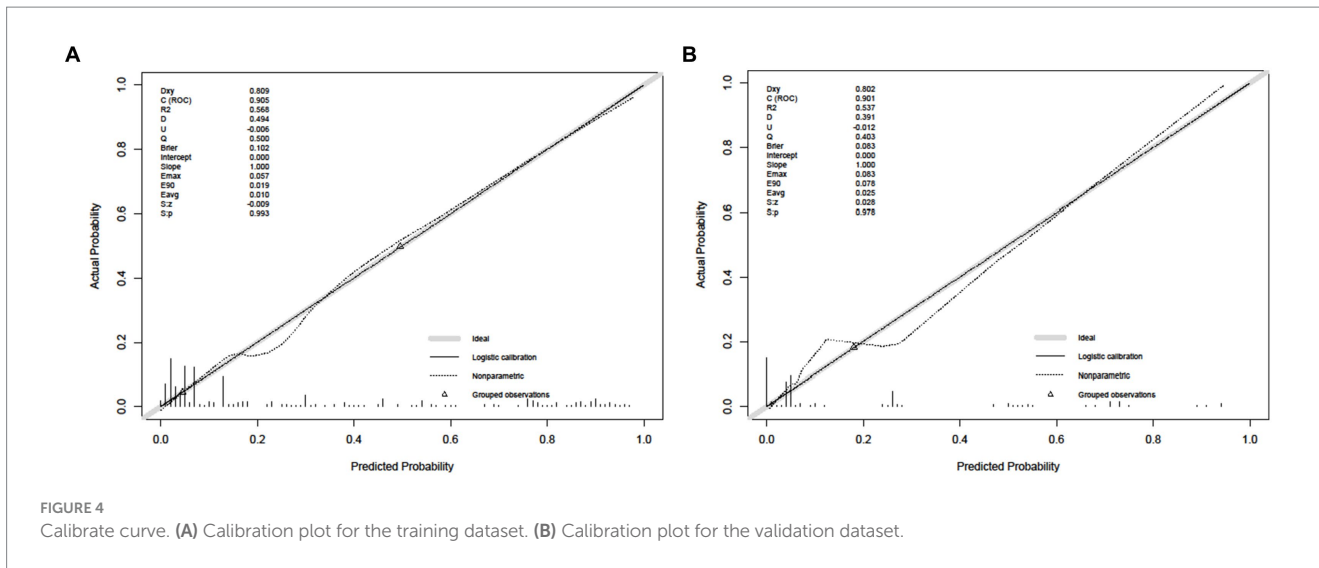 A
Dxy 0.809
C (ROC) 0.905
R2 0.568
D 0.494
U -0.006
Q 0.500
Brier 0.102
Intercept 0.000
Slope 1.000
Emax 0.057
E90 0.019
Eavg 0.010
S:z -0.009
S:p 0.993
Actual Probability
1.0
0.8
0.6
0.4
0.2
0.0
Ideal
Logistic calibration
Nonparametric
Grouped observations
0.0 0.2 0.4 0.6 0.8 1.0
Predicted Probability
B
Dxy 0.802
C (ROC) 0.901
R2 0.537
D 0.391
U -0.012
Q 0.403
Brier 0.083
Intercept 0.000
Slope 1.000
Emax 0.083
E90 0.078
Eavg 0.025
S:z 0.028
S:p 0.978
Actual Probability
1.0
0.8
0.6
0.4
0.2
0.0
Ideal
Logistic calibration
Nonparametric
Grouped observations
0.0 0.2 0.4 0.6 0.8 1.0
Predicted Probability
FIGURE 4
Calibrate curve. (A) Calibration plot for the training dataset. (B) Calibration plot for the validation dataset.